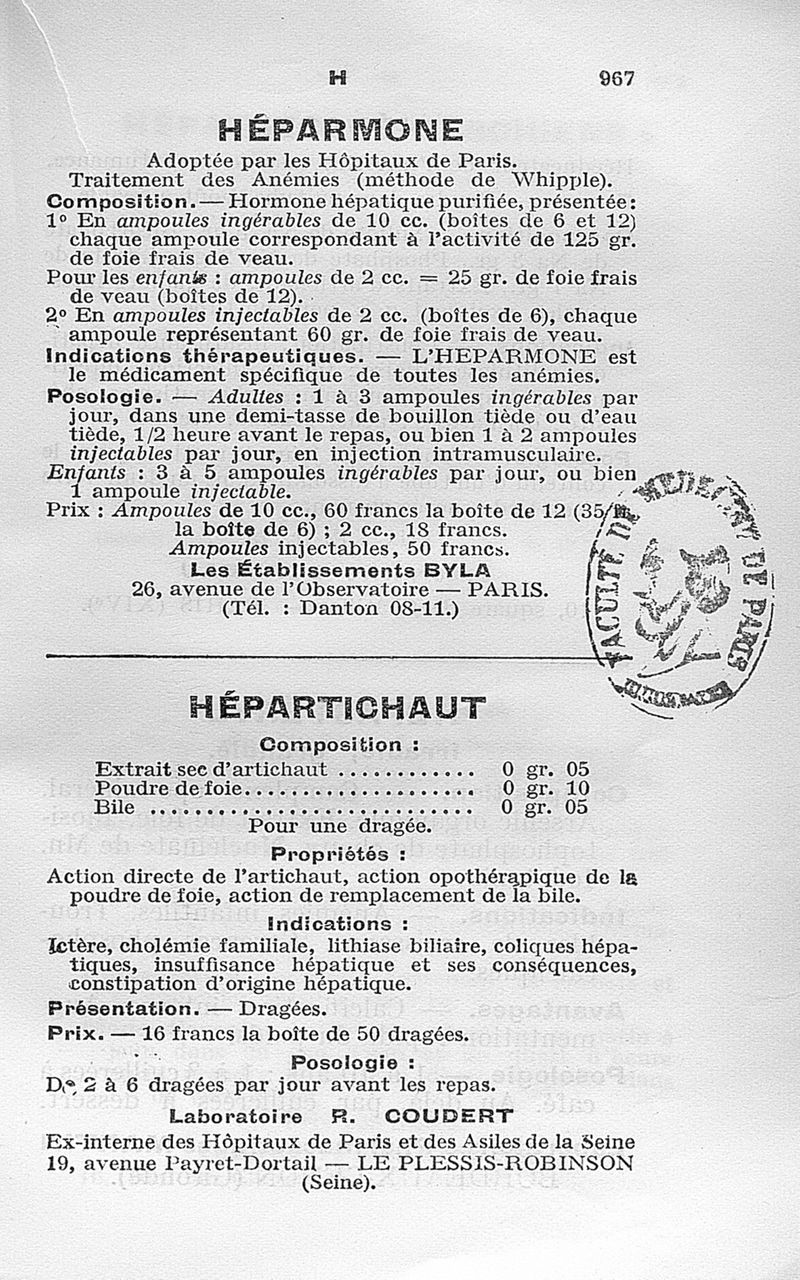 H 967
HÉPARMONE
Adoptée par les Hôpitaux de Paris.
Traitement des Anémies (méthode de Whipple).
Composition. — Hormone hépatique purifiée, présentée :
1º En ampoules ingérables de 10 cc. (boîtes de 6 et 12)
chaque ampoule correspondant à l'activité de 125 gr.
de foie frais de veau.
Pour les enfants : ampoules de 2 cc. = 25 gr. de foie frais
de veau (boîtes de 12).
2º En ampoules injectables de 2 cc. (boîtes de 6), chaque
ampoule représentant 60 gr. de foie frais de veau.
Indications thérapeutiques. — L'HEPARMONE est
le médicament spécifique de toutes les anémies.
Posologie. — Adultes : 1 à 3 ampoules ingérables par
jour, dans une demi-tasse de bouillon tiède ou d'eau
tiède, 1/2 heure avant le repas, ou bien 1 à 2 ampoules
injectables par jour, en injection intramusculaire.
Enfants : 3 à 5 ampoules ingérables par jour, ou bien
1 ampoule injectable.
Prix : Ampoules de 10 cc., 60 francs la boîte de 12 (35
la boîte de 6) ; 2 cc., 18 francs.
Ampoules injectables, 50 francs.
Les Établissements BYLA
26, avenue de l'Observatoire — PARIS.
(Tél. : Danton 08-11.)
FACULTÉ DE MÉDECINE DE PARIS
HÉPARTICHAUT
Composition :
Extrait sec d'artichaut ............. 0 gr. 05
Poudre de foie..................... 0 gr. 10
Bile .............................. 0 gr. 05
Pour une dragée.
Propriétés :
Action directe de l'artichaut, action opothérapique de la
poudre de foie, action de remplacement de la bile.
Indications :
Ictère, cholémie familiale, lithiase biliaire, coliques hépa-
tiques, insuffisance hépatique et ses conséquences,
constipation d'origine hépatique.
Présentation. — Dragées.
Prix. — 16 francs la boîte de 50 dragées.
Posologie :
De 2 à 6 dragées par jour avant les repas.
Laboratoire R. COUDERT
Ex-interne des Hôpitaux de Paris et des Asiles de la Seine
19, avenue Payret-Dortail — LE PLESSIS-ROBINSON
(Seine).